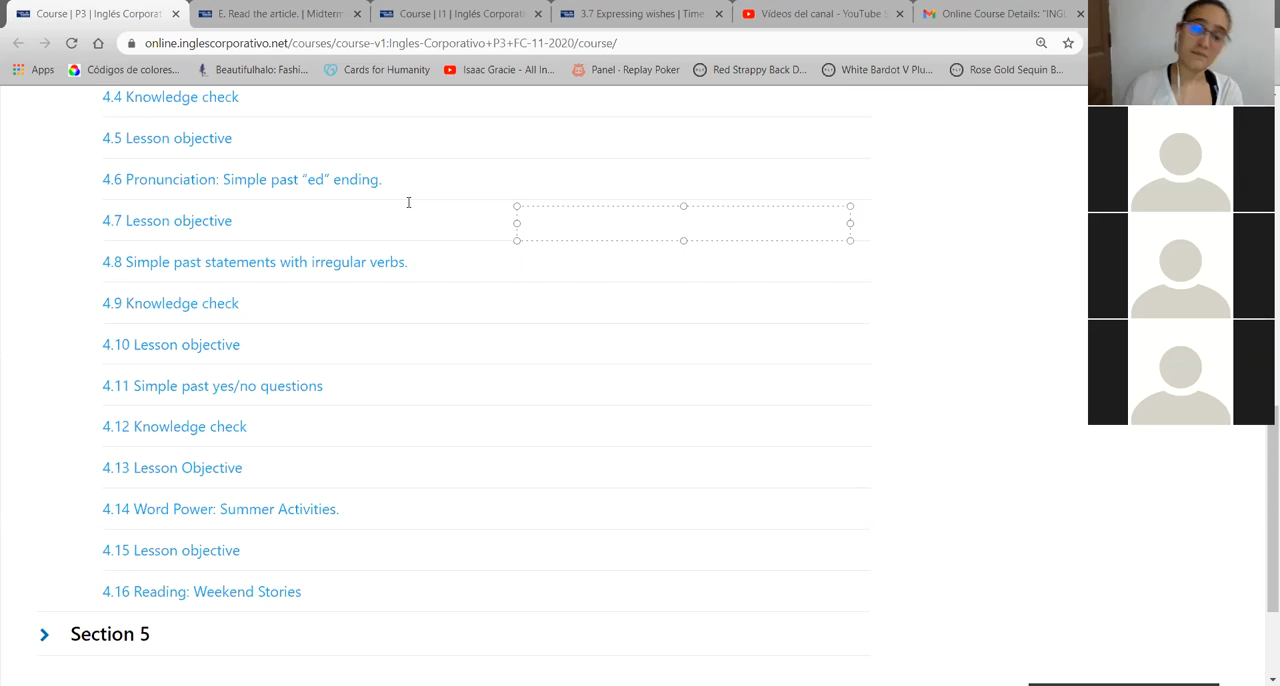 Course | P3 | Inglés Corporat
E. Read the article. | Midterm
Course | I1 | Inglés Corporati
3.7 Expressing wishes | Time
Vídeos del canal - YouTube S
Online Course Details: "INGL
online.inglescorporativo.net/courses/course-v1:Ingles-Corporativo+P3+FC-11-2020/course/
Apps
Códigos de colores...
Beautifulhalo: Fashi...
Cards for Humanity
Isaac Gracie - All In...
Panel · Replay Poker
Red Strappy Back D...
White Bardot V Plu...
Rose Gold Sequin B...
4.4 Knowledge check
4.5 Lesson objective
4.6 Pronunciation: Simple past “ed” ending.
4.7 Lesson objective
4.8 Simple past statements with irregular verbs.
4.9 Knowledge check
4.10 Lesson objective
4.11 Simple past yes/no questions
4.12 Knowledge check
4.13 Lesson Objective
4.14 Word Power: Summer Activities.
4.15 Lesson objective
4.16 Reading: Weekend Stories
Section 5